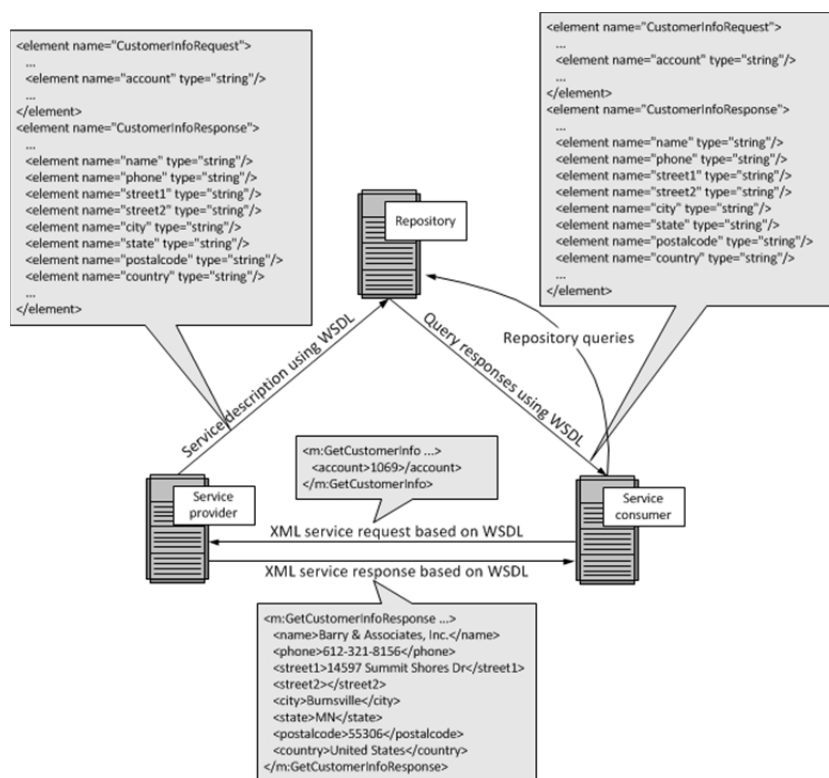 <element name="CustomerInfoRequest">
...
<element name="account" type="string"/>
...
</element>
<element name="CustomerInfoResponse">
...
<element name="name" type="string"/>
<element name="phone" type="string"/>
<element name="street1" type="string"/>
<element name="street2" type="string"/>
<element name="city" type="string"/>
<element name="state" type="string"/>
<element name="postalcode" type="string"/>
<element name="country" type="string"/>
...
</element>
<element name="CustomerInfoRequest">
...
<element name="account" type="string"/>
...
</element>
<element name="CustomerInfoResponse">
...
<element name="name" type="string"/>
<element name="phone" type="string"/>
<element name="street1" type="string"/>
<element name="street2" type="string"/>
<element name="city" type="string"/>
<element name="state" type="string"/>
<element name="postalcode" type="string"/>
<element name="country" type="string"/>
...
</element>
Repository
Service description using WSDL
Query responses using WSDL
Repository queries
<m:GetCustomerInfo ...>
<account>1069>/account>
</m:GetCustomerInfo>
Service
provider
Service
consumer
XML service request based on WSDL
XML service response based on WSDL
<m:GetCustomerInfoResponse ...>
<name>Barry & Associates, Inc.</name>
<phone>612-321-8156</phone>
<street1>14597 Summit Shores Dr</street1>
<street2></street2>
<city>Burnsville</city>
<state>MN</state>
<postalcode>55306</postalcode>
<country>United States</country>
</m:GetCustomerInfoResponse>